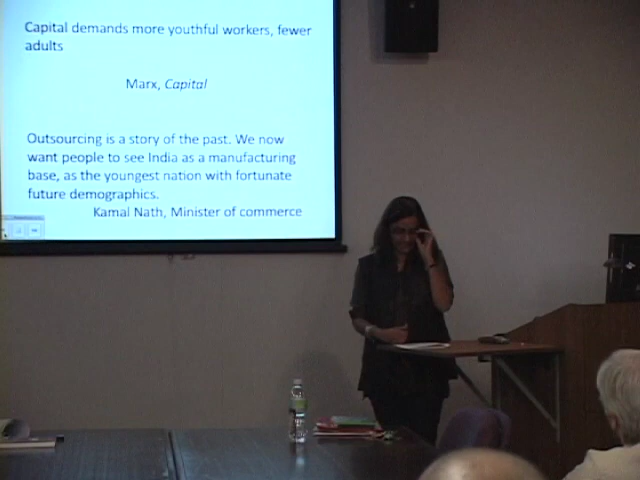 Capital demands more youthful workers, fewer
adults
Marx, Capital
Outsourcing is a story of the past. We now
want people to see India as a manufacturing
base, as the youngest nation with fortunate
future demographics.
Kamal Nath, Minister of commerce